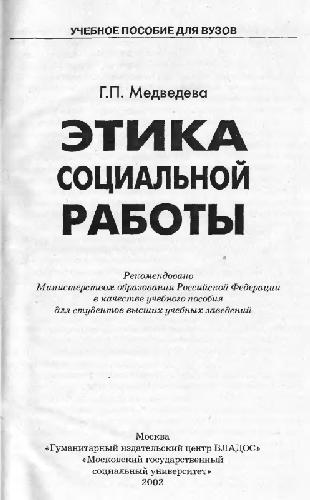 УЧЕБНОЕ ПОСОБИЕ ДЛЯ ВУЗОВ
Г.П. Медведева
ЭТИКА
СОЦИАЛЬНОЙ
РАБОТЫ
Рекомендовано
Министерством образования Российской Федерации
в качестве учебного пособия
для студентов высших учебных заведений
Москва
«Гуманитарный издательский центр ВЛАДОС»
«Московский государственный
социальный университет»
2002